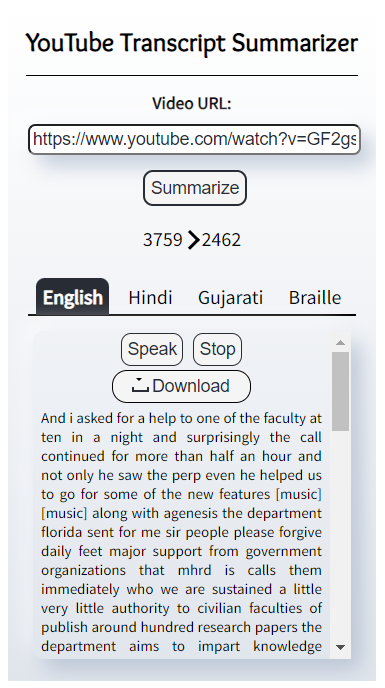 YouTube Transcript Summarizer
Video URL:
https://www.youtube.com/watch?v=GF2gs
Summarize
3759 > 2462
English Hindi Gujarati Braille
Speak Stop
Download
And i asked for a help to one of the faculty at
ten in a night and surprisingly the call
continued for more than half an hour and
not only he saw the perp even he helped us
to go for some of the new features [music]
[music] along with agenesis the department
florida sent for me sir people please forgive
daily feet major support from government
organizations that mhrd is calls them
immediately who we are sustained a little
very little authority to civilian faculties of
publish around hundred research papers the
department aims to impart knowledge